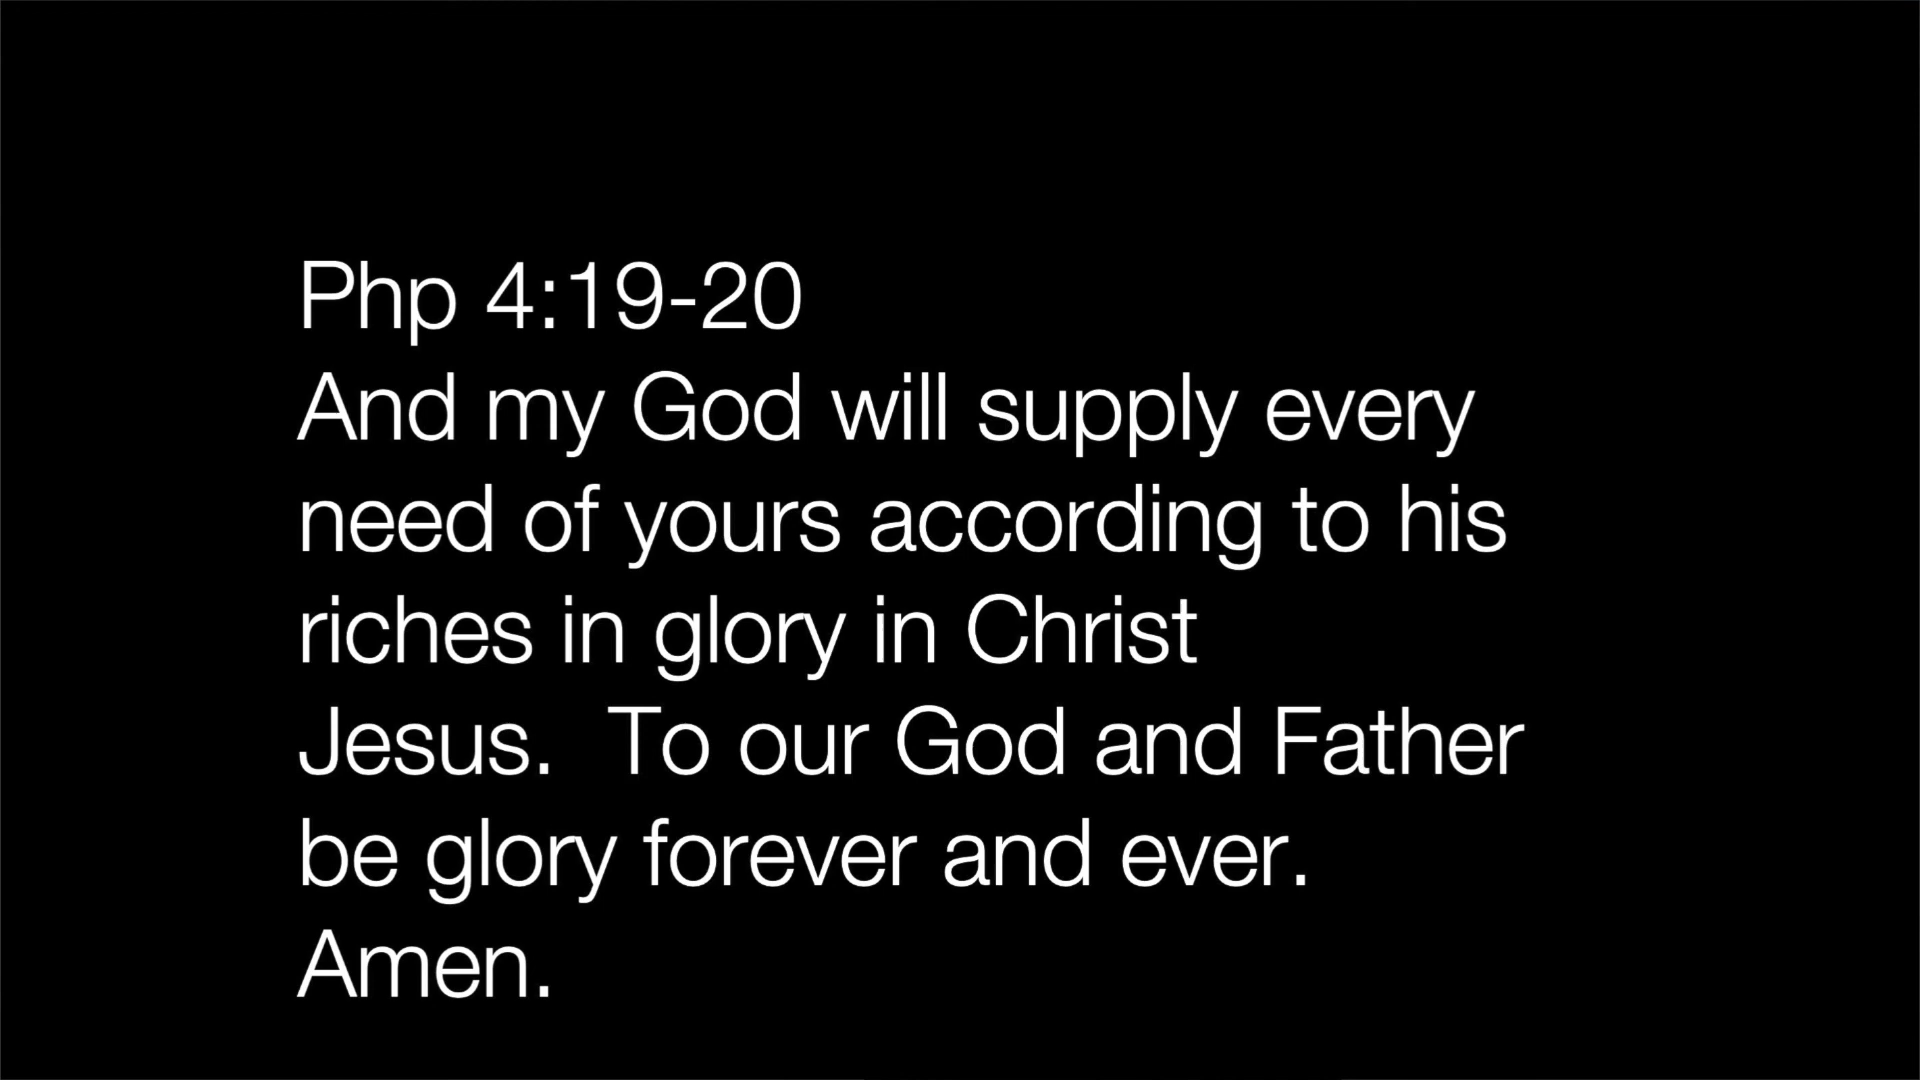 Php 4:19-20
And my God will supply every
need of yours according to his
riches in glory in Christ
Jesus.  To our God and Father
be glory forever and ever.
Amen.